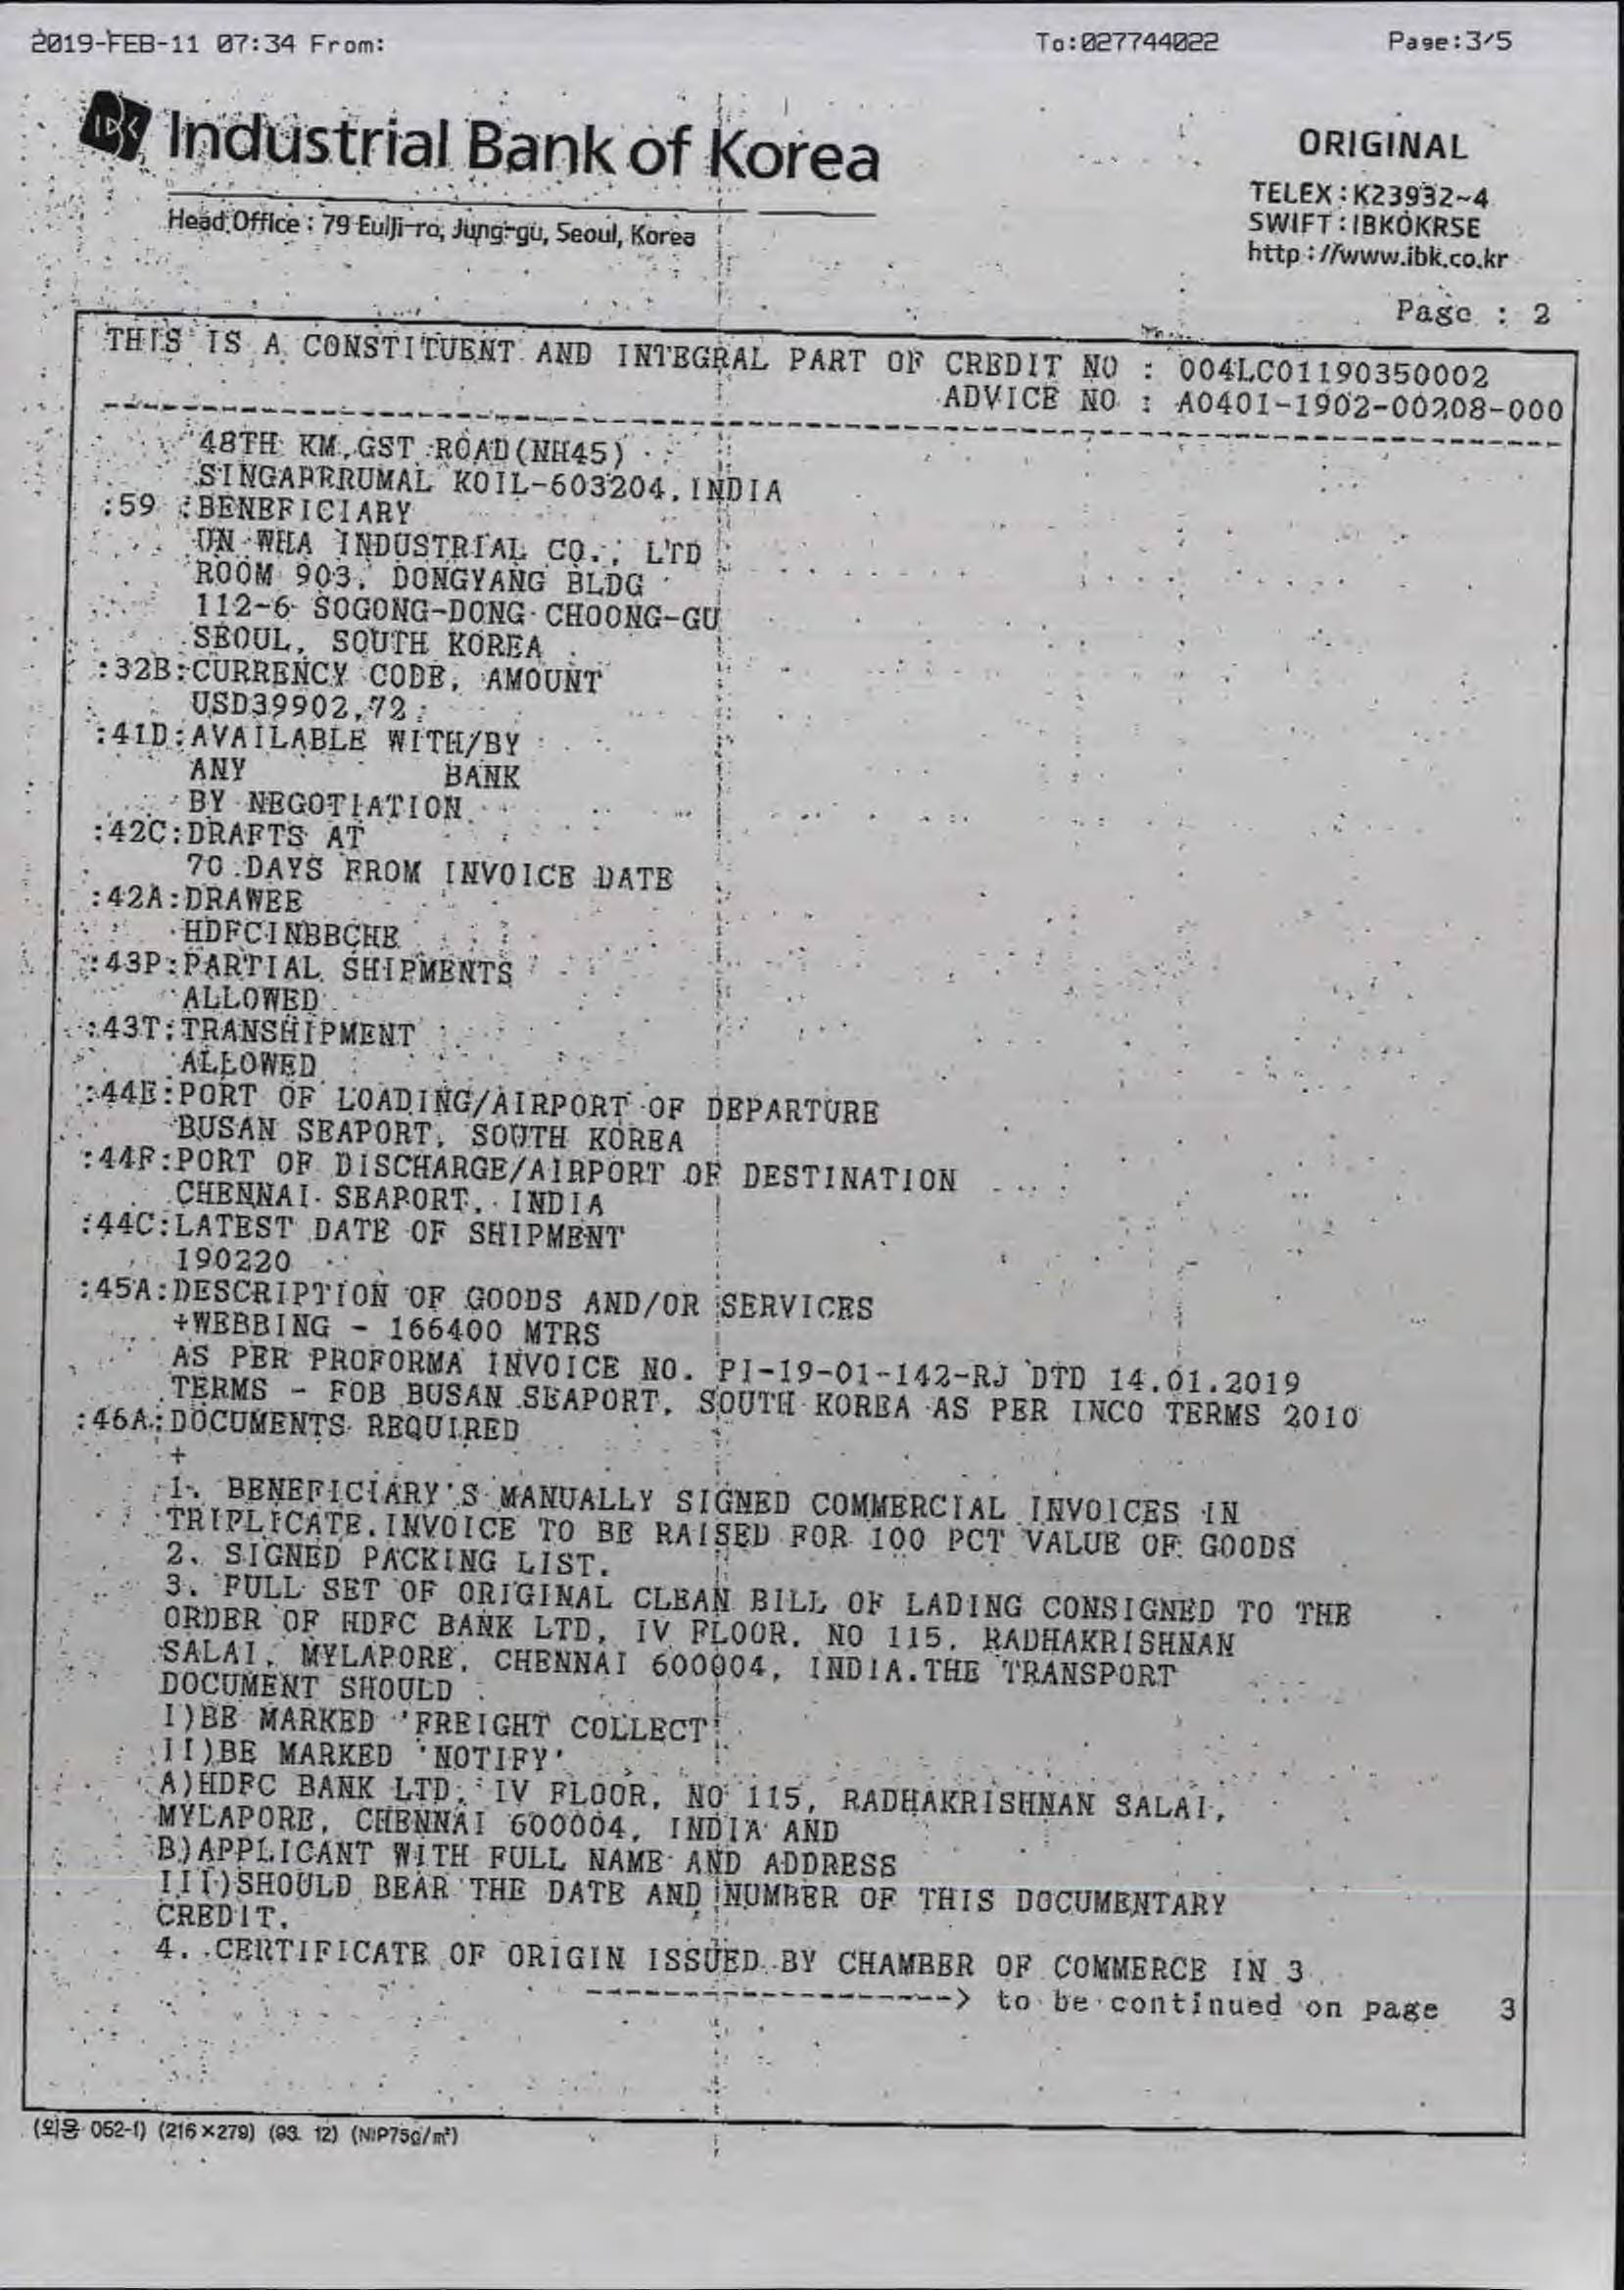 2019-FEB-11 07:34 From: To:027744022 Page:3/5
IBK Industrial Bank of Korea
Head Office : 79 Eulji-ro, Jung-gu, Seoul, Korea
ORIGINAL
TELEX : K23932~4
SWIFT : IBKOKRSE
http : //www.ibk.co.kr
Page : 2
THIS IS A CONSTITUENT AND INTEGRAL PART OF CREDIT NO : 004LC01190350002
ADVICE NO : A0401-1902-00208-000
48TH KM,GST ROAD(NH45)
SINGAPRRUMAL KOIL-603204,INDIA
:59 :BENEFICIARY
UN WHA INDUSTRIAL CO., LTD
ROOM 903, DONGYANG BLDG
112-6 SOGONG-DONG CHOONG-GU
SEOUL, SOUTH KOREA
:32B:CURRENCY CODE, AMOUNT
USD39902,72
:41D:AVAILABLE WITH/BY
ANY BANK
BY NEGOTIATION
:42C:DRAFTS AT
70 DAYS FROM INVOICE DATE
:42A:DRAWEE
HDFCINBBCHE
:43P:PARTIAL SHIPMENTS
ALLOWED
:43T:TRANSHIPMENT
ALLOWED
:44E:PORT OF LOADING/AIRPORT OF DEPARTURE
BUSAN SEAPORT, SOUTH KOREA
:44F:PORT OF DISCHARGE/AIRPORT OF DESTINATION
CHENNAI SEAPORT, INDIA
:44C:LATEST DATE OF SHIPMENT
190220
:45A:DESCRIPTION OF GOODS AND/OR SERVICES
+WEBBING - 166400 MTRS
AS PER PROFORMA INVOICE NO. PI-19-01-142-RJ DTD 14.01.2019
TERMS - FOB BUSAN SEAPORT, SOUTH KOREA AS PER INCO TERMS 2010
:46A:DOCUMENTS REQUIRED
+
1. BENEFICIARY'S MANUALLY SIGNED COMMERCIAL INVOICES IN
TRIPLICATE.INVOICE TO BE RAISED FOR 100 PCT VALUE OF GOODS
2. SIGNED PACKING LIST.
3. FULL SET OF ORIGINAL CLEAN BILL OF LADING CONSIGNED TO THE
ORDER OF HDFC BANK LTD, IV FLOOR, NO 115, RADHAKRISHNAN
SALAI, MYLAPORE, CHENNAI 600004, INDIA.THE TRANSPORT
DOCUMENT SHOULD
I)BE MARKED 'FREIGHT COLLECT'
II)BE MARKED 'NOTIFY'
A)HDFC BANK LTD, IV FLOOR, NO 115, RADHAKRISHNAN SALAI,
MYLAPORE, CHENNAI 600004, INDIA AND
B)APPLICANT WITH FULL NAME AND ADDRESS
III)SHOULD BEAR THE DATE AND NUMBER OF THIS DOCUMENTARY
CREDIT.
4. CERTIFICATE OF ORIGIN ISSUED BY CHAMBER OF COMMERCE IN 3
--------------------> to be continued on page 3
(외용 052-1) (216×279) (93. 12) (NIP75g/㎡)